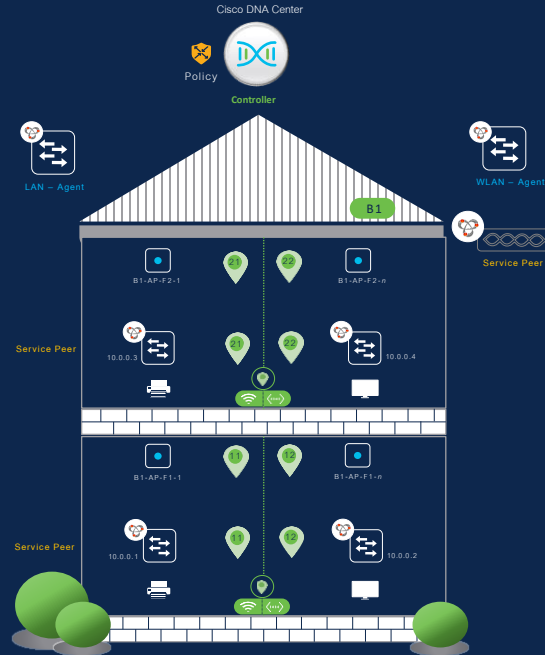 Cisco DNA Center
Policy
Controller
LAN – Agent
WLAN – Agent
B1
Service Peer
21
22
B1-AP-F2-1
B1-AP-F2-n
Service Peer
10.0.0.3
21
22
10.0.0.4
11
12
B1-AP-F1-1
B1-AP-F1-n
Service Peer
10.0.0.1
11
12
10.0.0.2